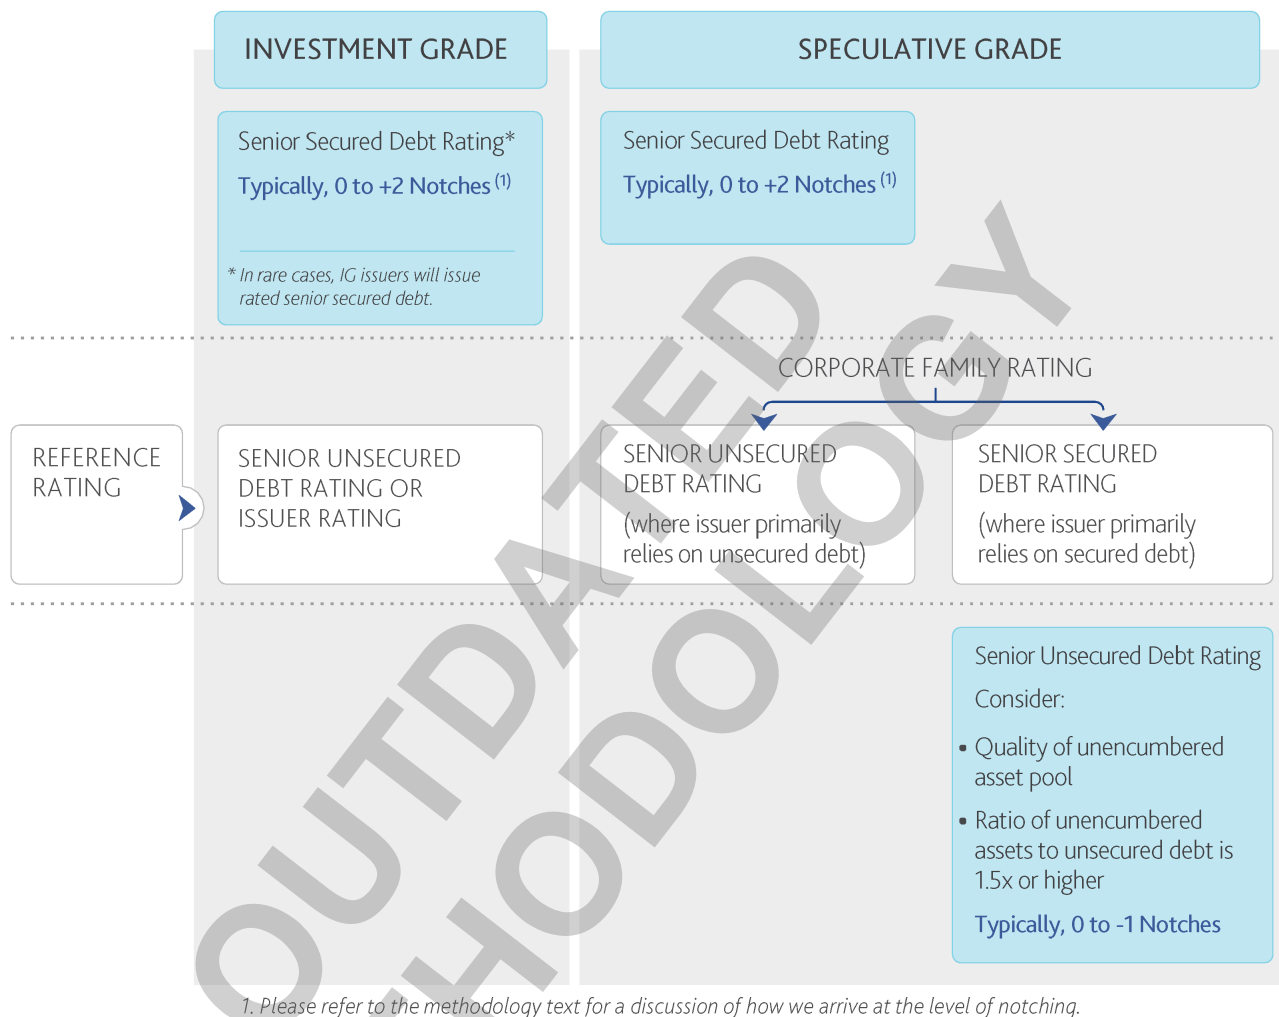 INVESTMENT GRADE
SPECULATIVE GRADE
Senior Secured Debt Rating*
Typically, 0 to +2 Notches (1)
* In rare cases, IG issuers will issue
rated senior secured debt.
Senior Secured Debt Rating
Typically, 0 to +2 Notches (1)
CORPORATE FAMILY RATING
REFERENCE
RATING
SENIOR UNSECURED
DEBT RATING OR
ISSUER RATING
SENIOR UNSECURED
DEBT RATING
(where issuer primarily
relies on unsecured debt)
SENIOR SECURED
DEBT RATING
(where issuer primarily
relies on secured debt)
Senior Unsecured Debt Rating
Consider:
• Quality of unencumbered
asset pool
• Ratio of unencumbered
assets to unsecured debt is
1.5x or higher
Typically, 0 to -1 Notches
1. Please refer to the methodology text for a discussion of how we arrive at the level of notching.
OUTDATED
THODOLOGY